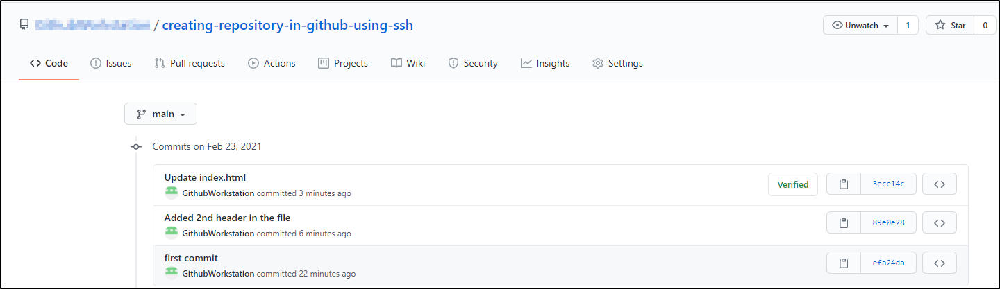 / creating-repository-in-github-using-ssh
Unwatch 1 Star 0
Code Issues Pull requests Actions Projects Wiki Security Insights Settings
main
Commits on Feb 23, 2021
Update index.html
GithubWorkstation committed 3 minutes ago
Verified 3ece14c
Added 2nd header in the file
GithubWorkstation committed 6 minutes ago
89e0e28
first commit
GithubWorkstation committed 22 minutes ago
efa24da